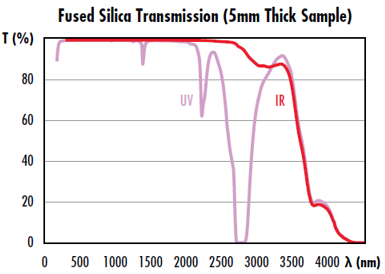 Fused Silica Transmission (5mm Thick Sample)
T (%)
80
60
40
20
0
UV
IR
0 500 1000 1500 2000 2500 3000 3500 4000 λ (nm)